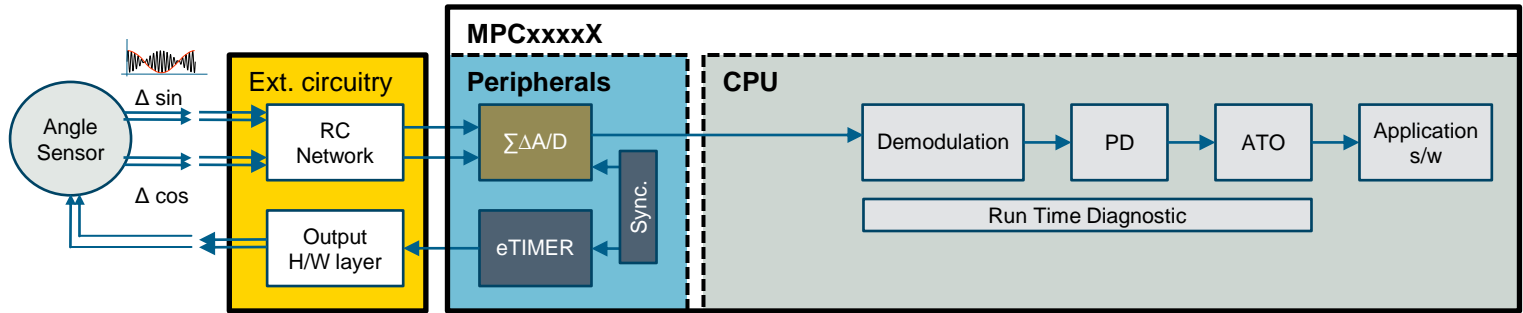 MPCxxxxX
Ext. circuitry
Peripherals
CPU
Δ sin
Angle
Sensor
Δ cos
RC
Network
∑ΔA/D
Sync.
Output
H/W layer
eTIMER
Demodulation
PD
ATO
Application
s/w
Run Time Diagnostic